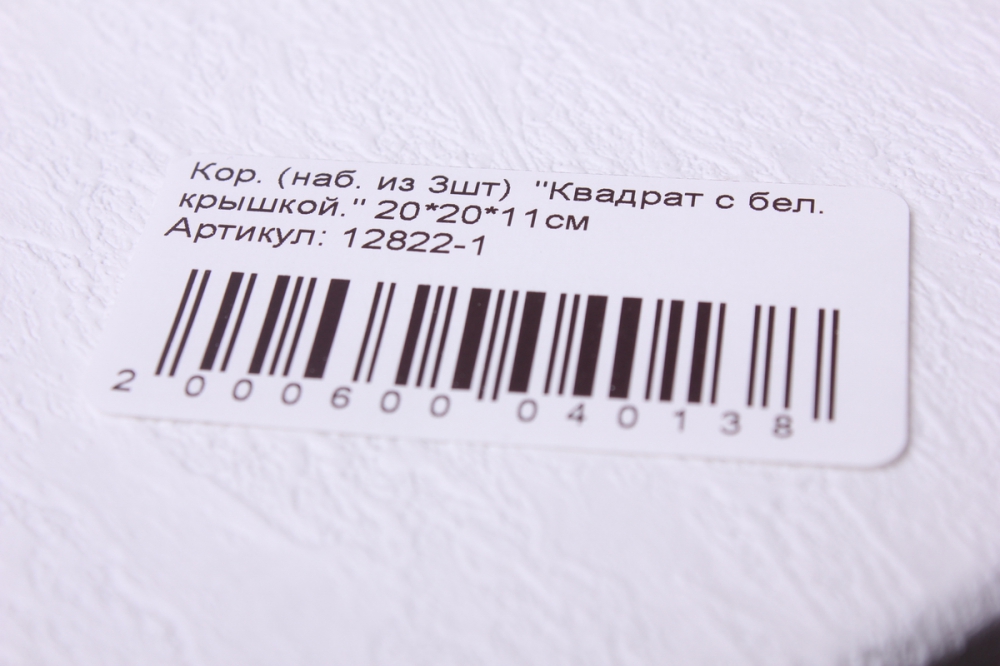 Кор. (наб. из 3шт) "Квадрат с бел.
крышкой." 20*20*11см
Артикул: 12822-1
2 000600 040138